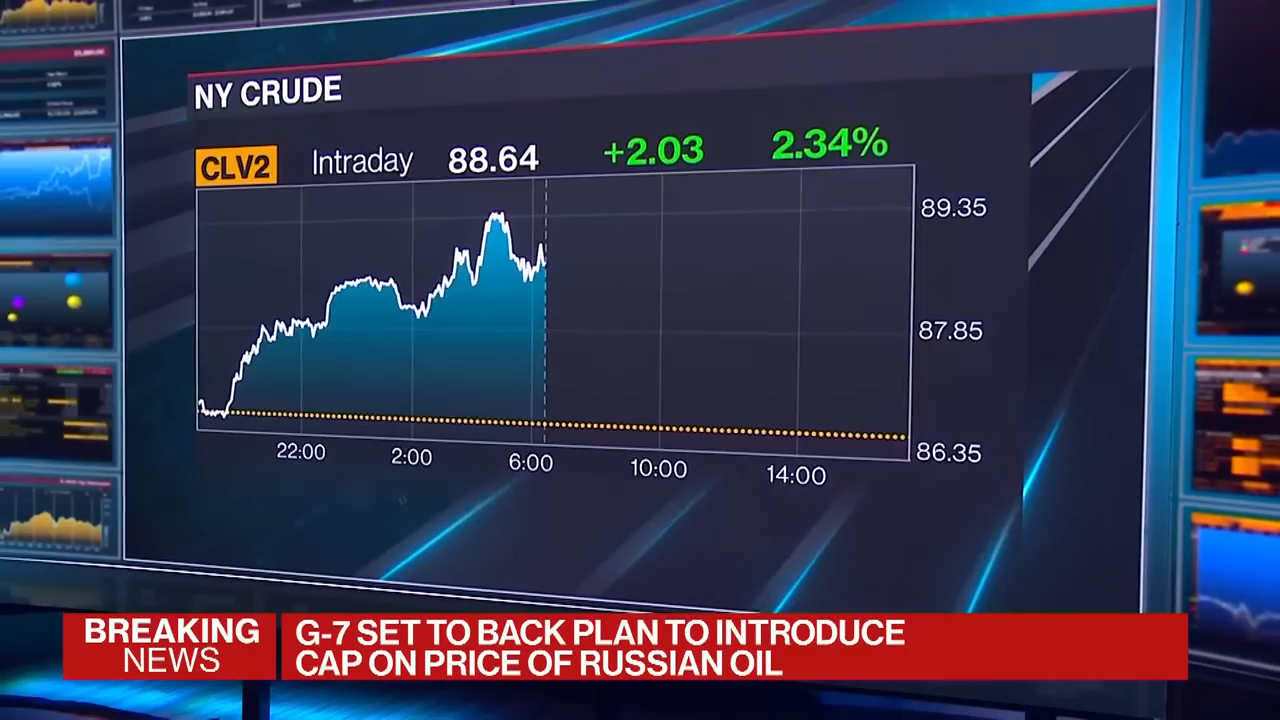 NY CRUDE
CLV2 Intraday 88.64 +2.03 2.34%
89.35
87.85
86.35
22:00 2:00 6:00 10:00 14:00
BREAKING NEWS
G-7 SET TO BACK PLAN TO INTRODUCE
CAP ON PRICE OF RUSSIAN OIL